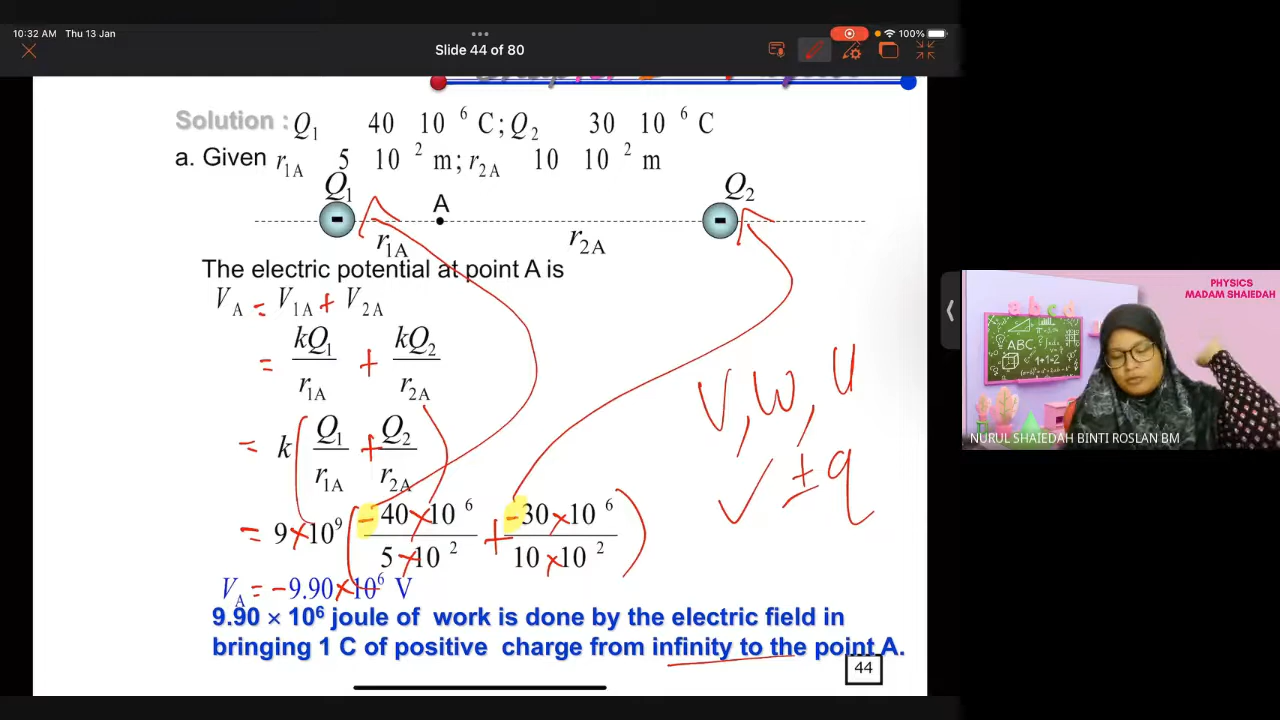 10:32 AM Thu 13 Jan
100%
Slide 44 of 80
Solution : Q1 40 10 6 C ; Q2 30 10 6 C
a. Given r1A 5 10 2 m ; r2A 10 10 2 m
Q1 Q2
A
r1A r2A
The electric potential at point A is
VA = V1A + V2A
= kQ1/r1A + kQ2/r2A
= k ( Q1/r1A + Q2/r2A )
= 9 × 10⁹ ( -40 × 10 6 / 5 × 10 2 + -30 × 10 6 / 10 × 10 2 )
VA = -9.90 × 10⁶ V
9.90 × 10⁶ joule of work is done by the electric field in
bringing 1 C of positive charge from infinity to the point A.
44
V, W, U
± q
PHYSICS
MADAM SHAIEDAH
ABC
1+1=2
NURUL SHAIEDAH BINTI ROSLAN BM